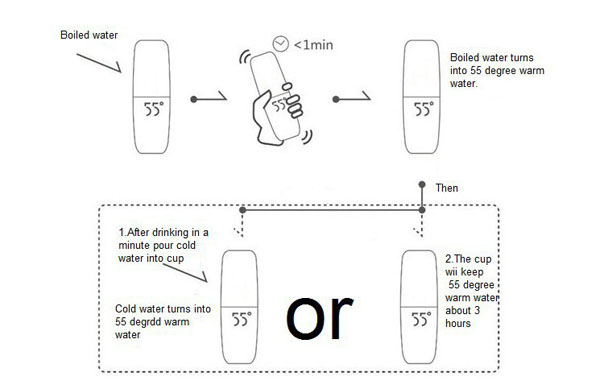 Boiled water
<1min
55°
55°
55°
Boiled water turns
into 55 degree warm
water.
Then
1.After drinking in a
minute pour cold
water into cup
Cold water turns into
55 degrdd warm
water
55°
or
55°
2.The cup
wii keep
55 degree
warm water
about 3
hours